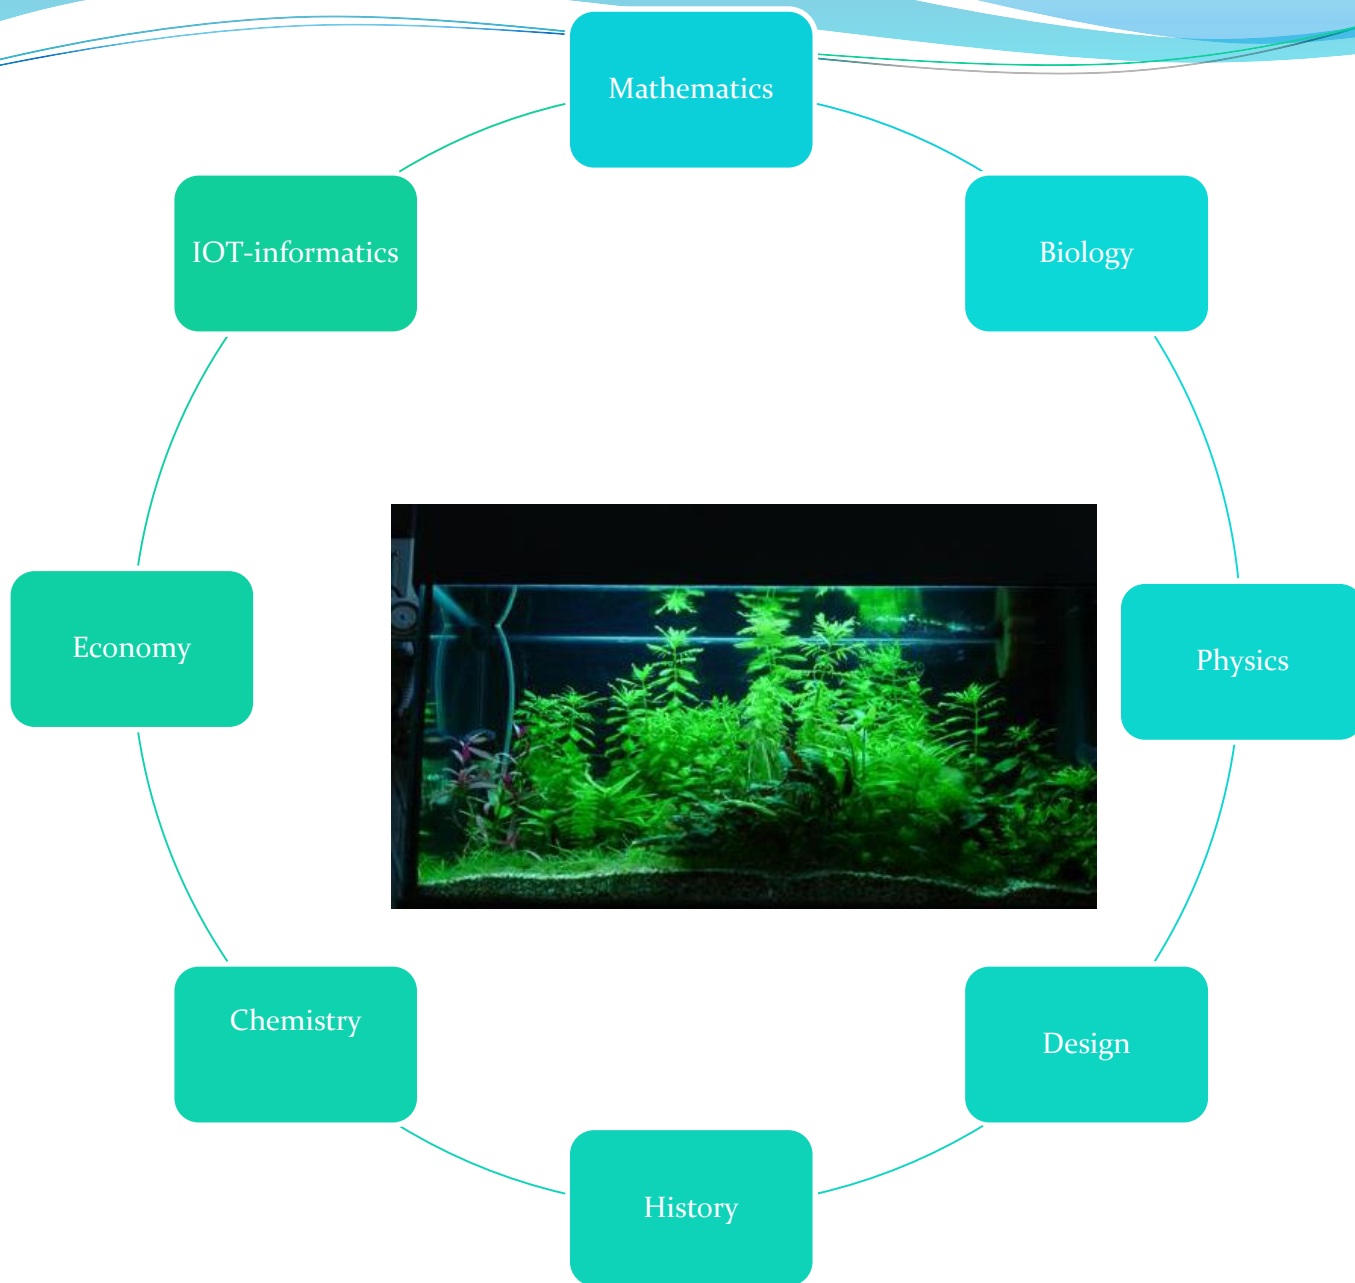 Mathematics
Biology
Physics
Design
History
Chemistry
Economy
IOT-informatics